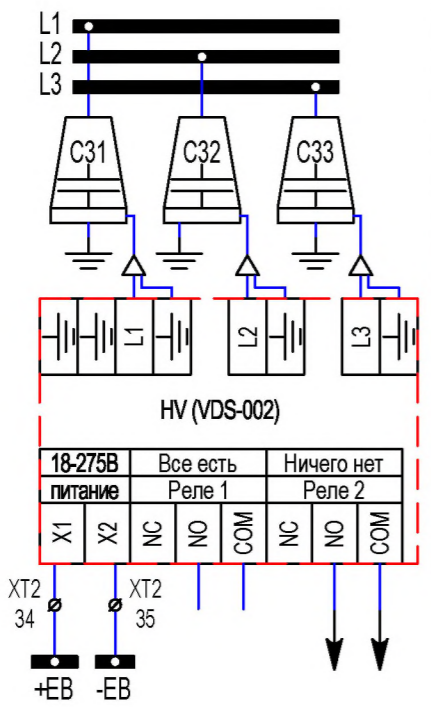 L1
L2
L3
C31 C32 C33
L1 L2 L3
HV (VDS-002)
18-275В Все есть Ничего нет
питание Реле 1 Реле 2
X1 X2 NC NO COM NC NO COM
XT2 XT2
34 35
+EB -EB